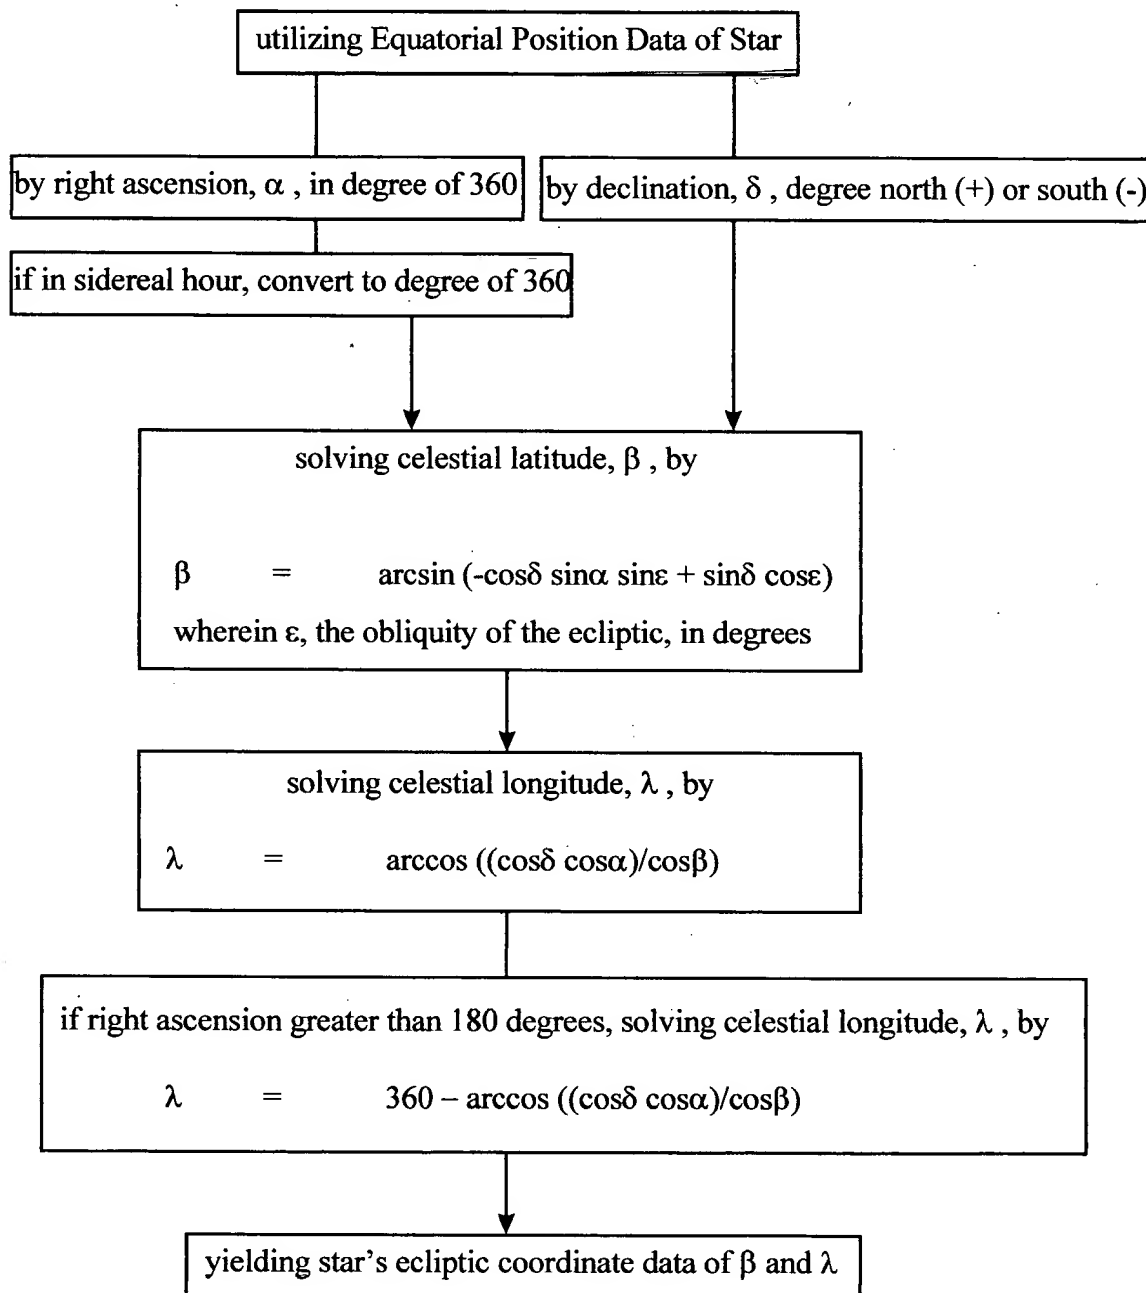 utilizing Equatorial Position Data of Star
by right ascension, α , in degree of 360
by declination, δ , degree north (+) or south (-)
if in sidereal hour, convert to degree of 360
solving celestial latitude, β , by
β = arcsin (-cosδ sinα sinε + sinδ cosε)
wherein ε, the obliquity of the ecliptic, in degrees
solving celestial longitude, λ , by
λ = arccos ((cosδ cosα)/cosβ)
if right ascension greater than 180 degrees, solving celestial longitude, λ , by
λ = 360 – arccos ((cosδ cosα)/cosβ)
yielding star's ecliptic coordinate data of β and λ